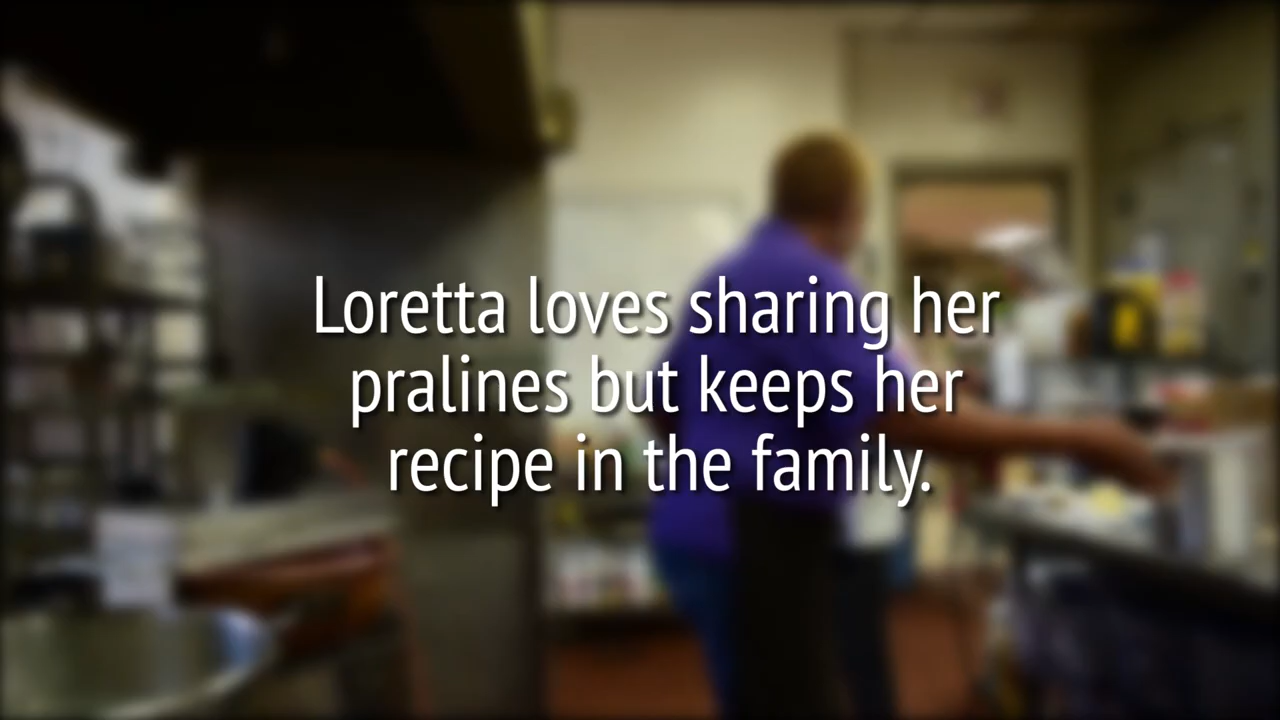 Loretta loves sharing her
pralines but keeps her
recipe in the family.